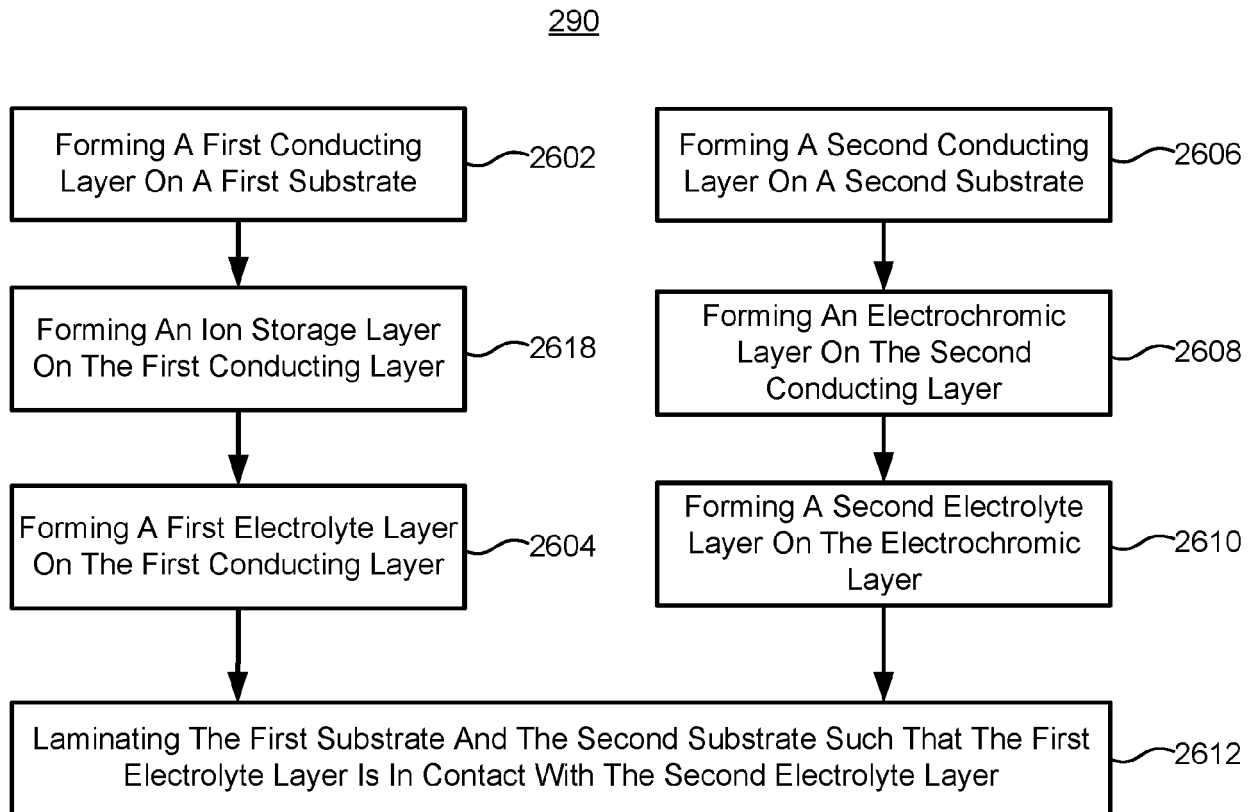 290
Forming A First Conducting
Layer On A First Substrate
2602
Forming An Ion Storage Layer
On The First Conducting Layer
2618
Forming A First Electrolyte Layer
On The First Conducting Layer
2604
Forming A Second Conducting
Layer On A Second Substrate
2606
Forming An Electrochromic
Layer On The Second
Conducting Layer
2608
Forming A Second Electrolyte
Layer On The Electrochromic
Layer
2610
Laminating The First Substrate And The Second Substrate Such That The First
Electrolyte Layer Is In Contact With The Second Electrolyte Layer
2612